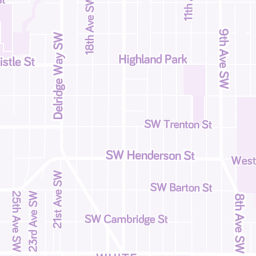 18th Ave SW
11th
Highland Park
9th Ave SW
istle St
Delridge Way SW
SW Trenton St
SW Henderson St
West
SW Barton St
25th Ave SW
23rd Ave SW
21st Ave SW
SW Cambridge St
8th Ave SW
WHITE